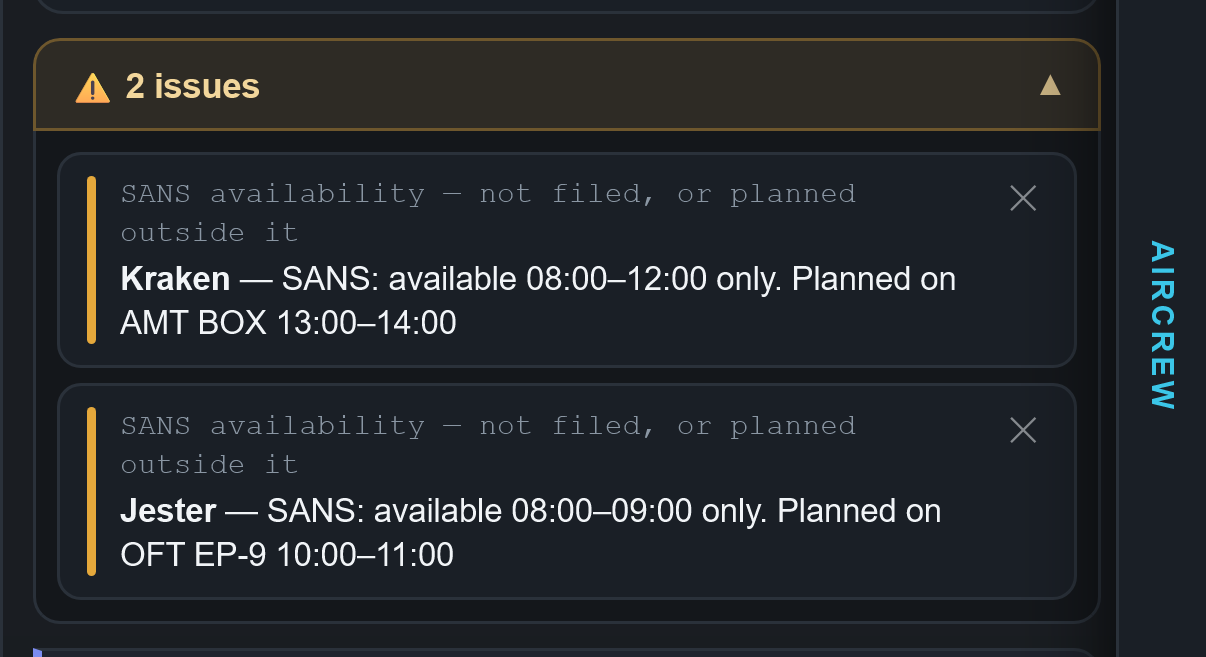 ⚠️ 2 issues ▲
SANS availability — not filed, or planned
outside it
Kraken — SANS: available 08:00–12:00 only. Planned on
AMT BOX 13:00–14:00
SANS availability — not filed, or planned
outside it
Jester — SANS: available 08:00–09:00 only. Planned on
OFT EP-9 10:00–11:00
AIRCREW